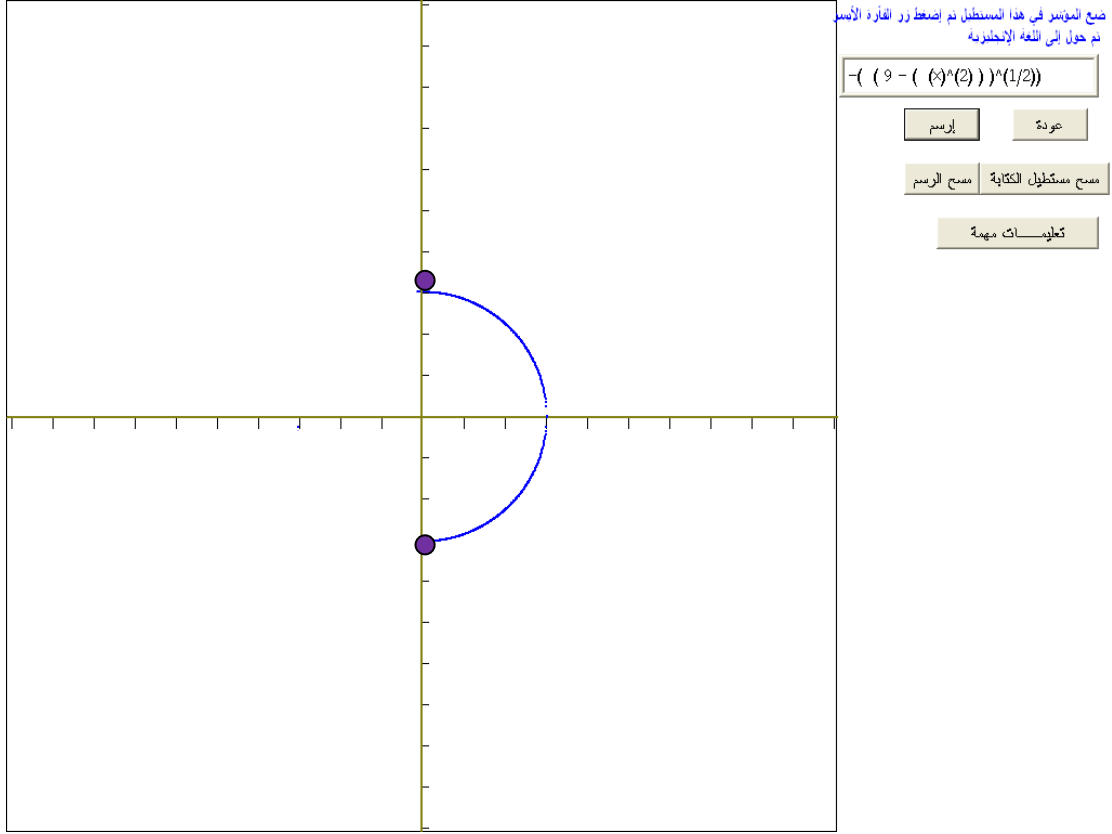 ضع المؤشر في هذا المستطيل ثم إضغط زر الفأرة الأيسر
ثم حول إلى اللغة الإنجليزية
-( ( 9 - ( (x)^(2) ) )^(1/2))
إرسم
عودة
مسح مستطيل الكتابة
مسح الرسم
تعليمـــــات مهمة